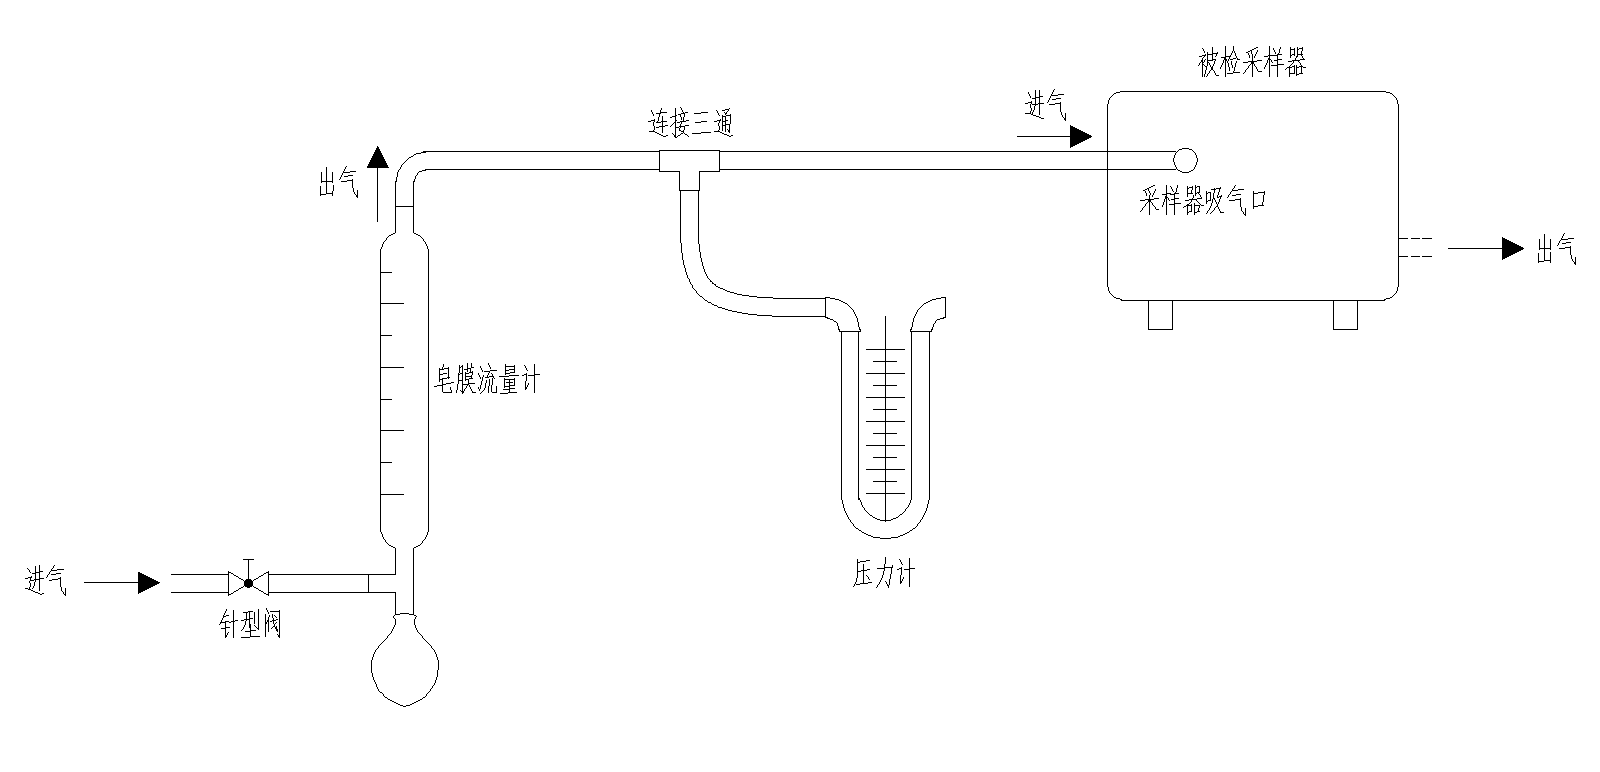 被检采样器
进气
连接三通
出气
采样器吸气口
出气
皂膜流量计
压力计
进气
针型阀